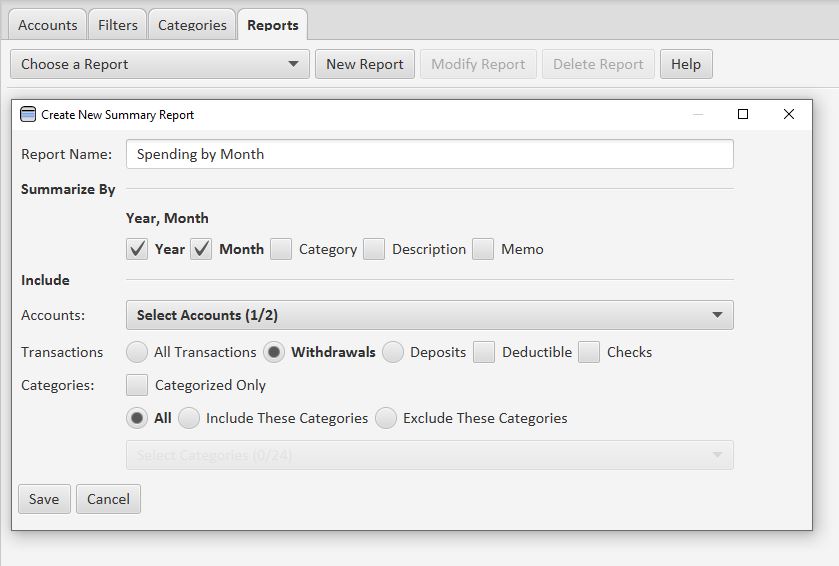 Accounts Filters Categories Reports
Choose a Report New Report Modify Report Delete Report Help
Create New Summary Report
Report Name: Spending by Month
Summarize By
Year, Month
Year Month Category Description Memo
Include
Accounts: Select Accounts (1/2)
Transactions All Transactions Withdrawals Deposits Deductible Checks
Categories: Categorized Only
All Include These Categories Exclude These Categories
Select Categories (0/24)
Save Cancel